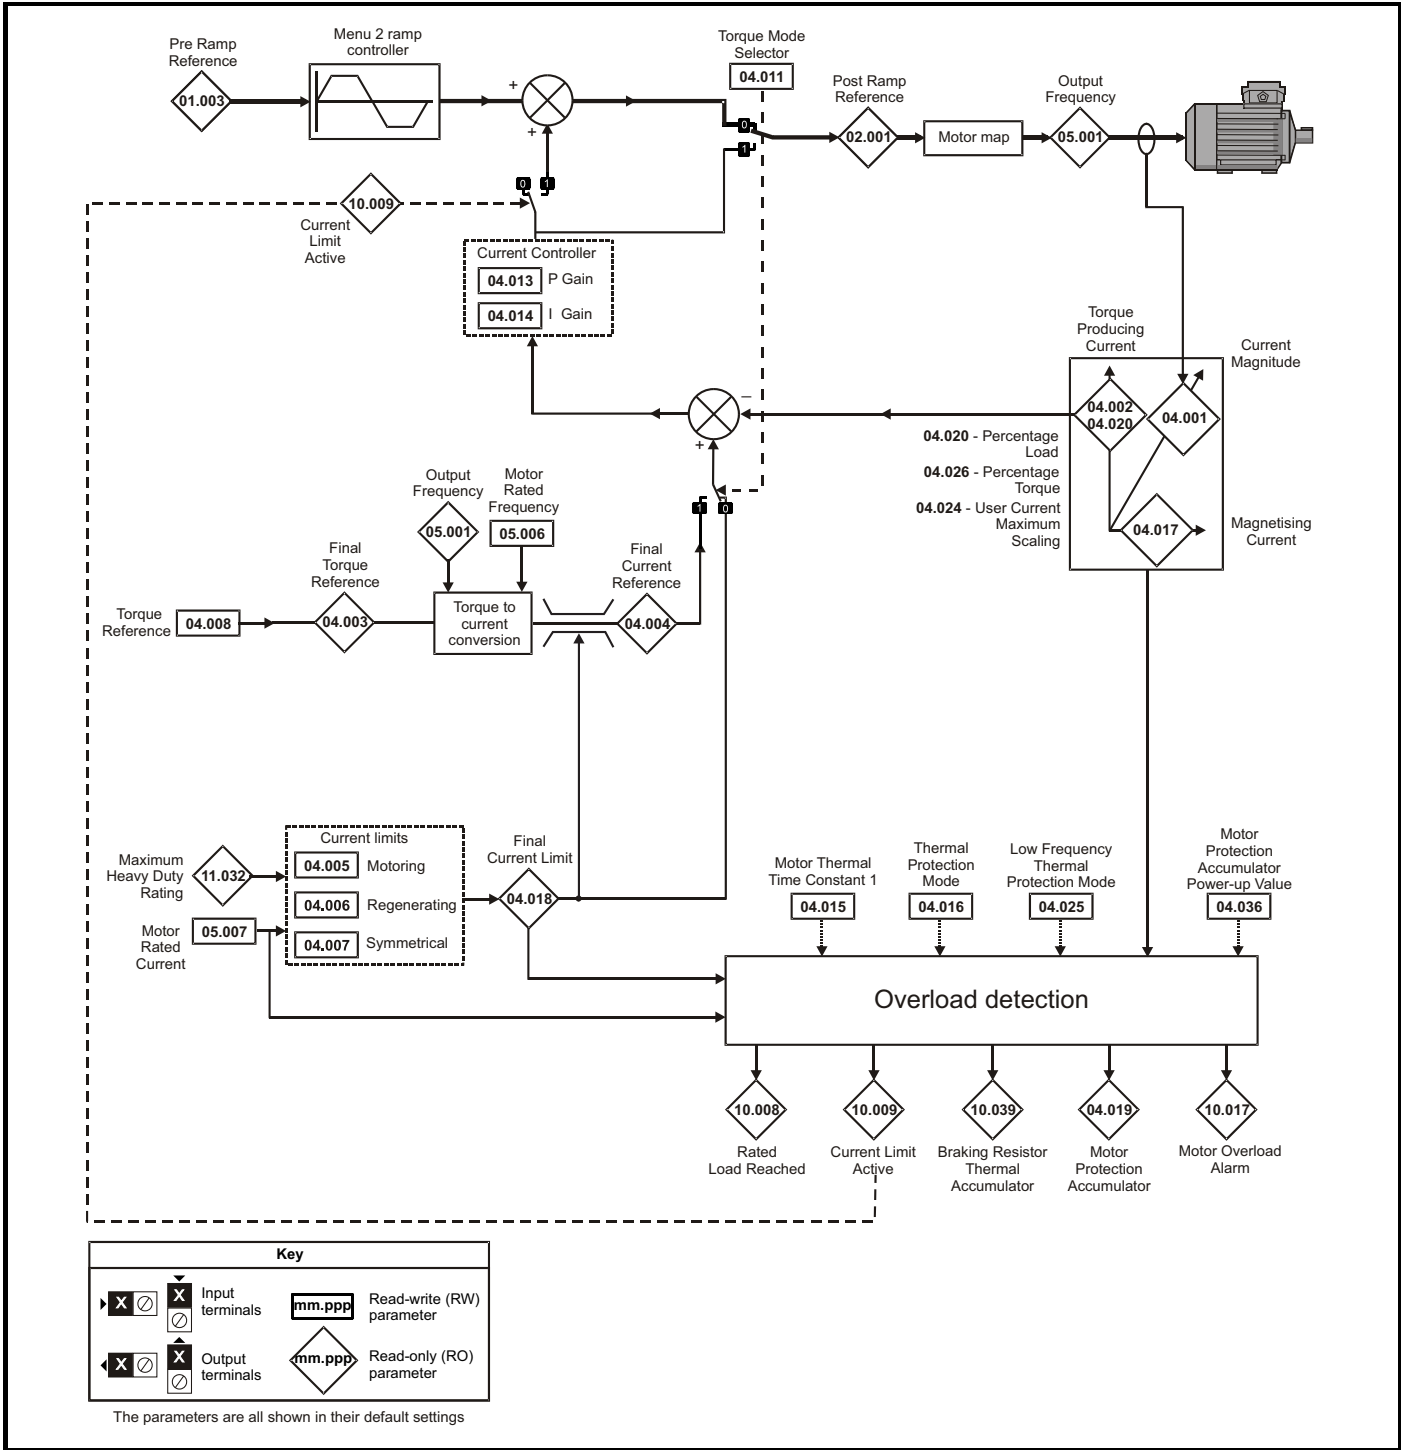 Pre Ramp
Reference
01.003
Menu 2 ramp
controller
+
+
Torque Mode
Selector
04.011
0
1
Post Ramp
Reference
02.001
Motor map
Output
Frequency
05.001
0
1
10.009
Current
Limit
Active
Current Controller
04.013 P Gain
04.014 I Gain
Torque
Producing
Current
Current
Magnitude
04.002
04.020
04.001
04.017
Magnetising
Current
–
+
04.020 - Percentage
Load
04.026 - Percentage
Torque
04.024 - User Current
Maximum
Scaling
1
0
Output
Frequency
05.001
Motor
Rated
Frequency
05.006
Final
Torque
Reference
Final
Current
Reference
Torque
Reference
04.008
04.003
Torque to
current
conversion
04.004
Maximum
Heavy Duty
Rating
11.032
Motor
Rated
Current
05.007
Current limits
04.005 Motoring
04.006 Regenerating
04.007 Symmetrical
Final
Current Limit
04.018
Motor Thermal
Time Constant 1
04.015
Thermal
Protection
Mode
04.016
Low Frequency
Thermal
Protection Mode
04.025
Motor
Protection
Accumulator
Power-up Value
04.036
Overload detection
10.008
Rated
Load Reached
10.009
Current Limit
Active
10.039
Braking Resistor
Thermal
Accumulator
04.019
Motor
Protection
Accumulator
10.017
Motor Overload
Alarm
Key
X
X
Input
terminals
mm.ppp
Read-write (RW)
parameter
X
X
Output
terminals
mm.ppp
Read-only (RO)
parameter
The parameters are all shown in their default settings